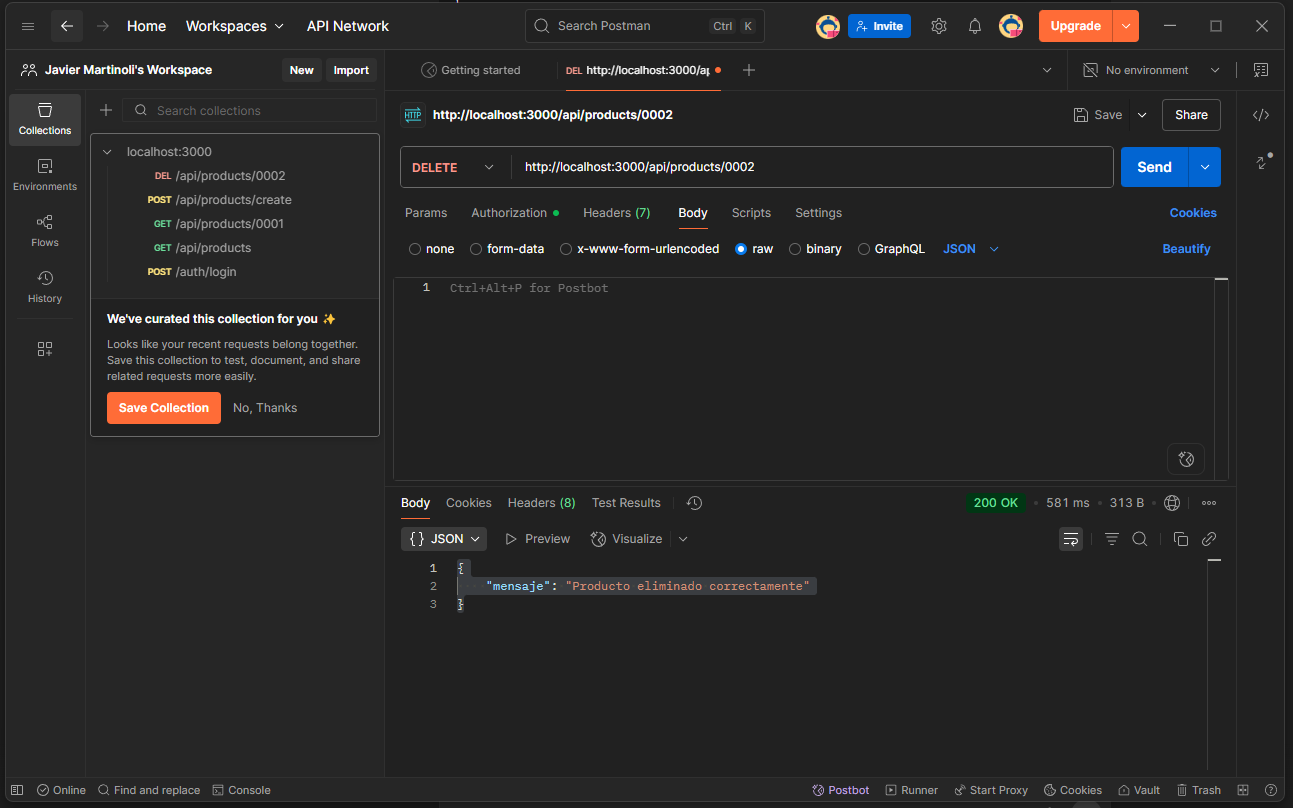 Home
Workspaces
API Network
Search Postman
Ctrl K
Invite
Upgrade
Javier Martinoli's Workspace
New
Import
Getting started
DEL http://localhost:3000/ap
No environment
Collections
Search collections
HTTP http://localhost:3000/api/products/0002
Save
Share
localhost:3000
DEL /api/products/0002
POST /api/products/create
GET /api/products/0001
GET /api/products
POST /auth/login
Environments
Flows
History
DELETE
http://localhost:3000/api/products/0002
Send
Params
Authorization
Headers (7)
Body
Scripts
Settings
Cookies
none
form-data
x-www-form-urlencoded
raw
binary
GraphQL
JSON
Beautify
1 Ctrl+Alt+P for Postbot
We've curated this collection for you ✨
Looks like your recent requests belong together.
Save this collection to test, document, and share
related requests more easily.
Save Collection
No, Thanks
Body
Cookies
Headers (8)
Test Results
200 OK
581 ms
313 B
{} JSON
Preview
Visualize
1 {
2 "mensaje": "Producto eliminado correctamente"
3 }
Online
Find and replace
Console
Postbot
Runner
Start Proxy
Cookies
Vault
Trash